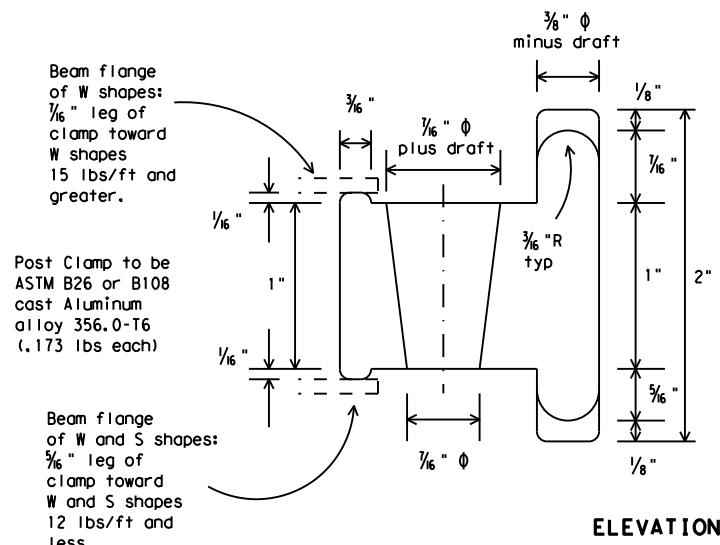 3/8" ϕ
minus draft
Beam flange
of W shapes:
7/16" leg of
clamp toward
W shapes
15 lbs/ft and
greater.
3/16"
7/16" ϕ
plus draft
1/8"
7/16"
1/16"
3/16"R
typ
Post Clamp to be
ASTM B26 or B108
cast Aluminum
alloy 356.0-T6
(.173 lbs each)
1"
1"
2"
1/16"
5/16"
Beam flange
of W and S shapes:
5/16" leg of
clamp toward
W and S shapes
12 lbs/ft and
less.
7/16" ϕ
1/8"
ELEVATION